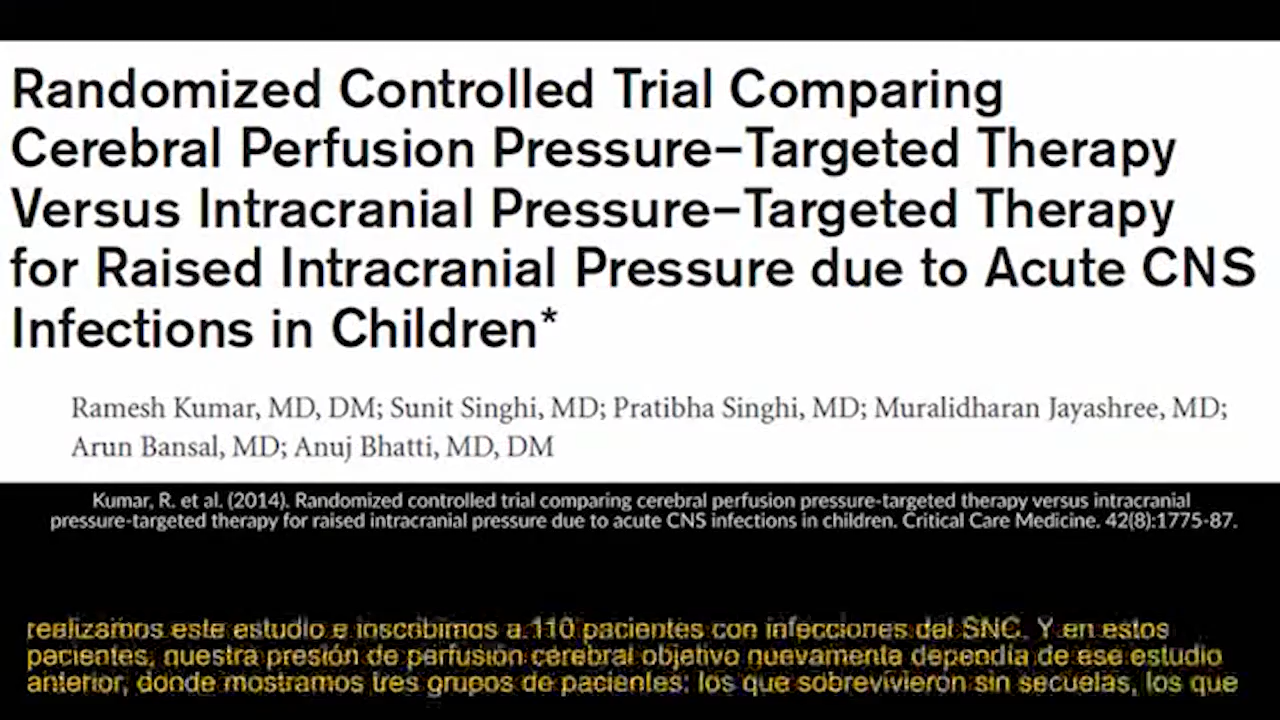 Randomized Controlled Trial Comparing
Cerebral Perfusion Pressure–Targeted Therapy
Versus Intracranial Pressure–Targeted Therapy
for Raised Intracranial Pressure due to Acute CNS
Infections in Children*
Ramesh Kumar, MD, DM; Sunit Singhi, MD; Pratibha Singhi, MD; Muralidharan Jayashree, MD;
Arun Bansal, MD; Anuj Bhatti, MD, DM
Kumar, R. et al. (2014). Randomized controlled trial comparing cerebral perfusion pressure-targeted therapy versus intracranial
pressure-targeted therapy for raised intracranial pressure due to acute CNS infections in children. Critical Care Medicine. 42(8):1775-87.
realizamos este estudio e inscribimos a 110 pacientes con infecciones del SNC. Y en estos
pacientes, nuestra presión de perfusión cerebral objetivo nuevamente dependía de ese estudio
anterior, donde mostramos tres grupos de pacientes: los que sobrevivieron sin secuelas, los que